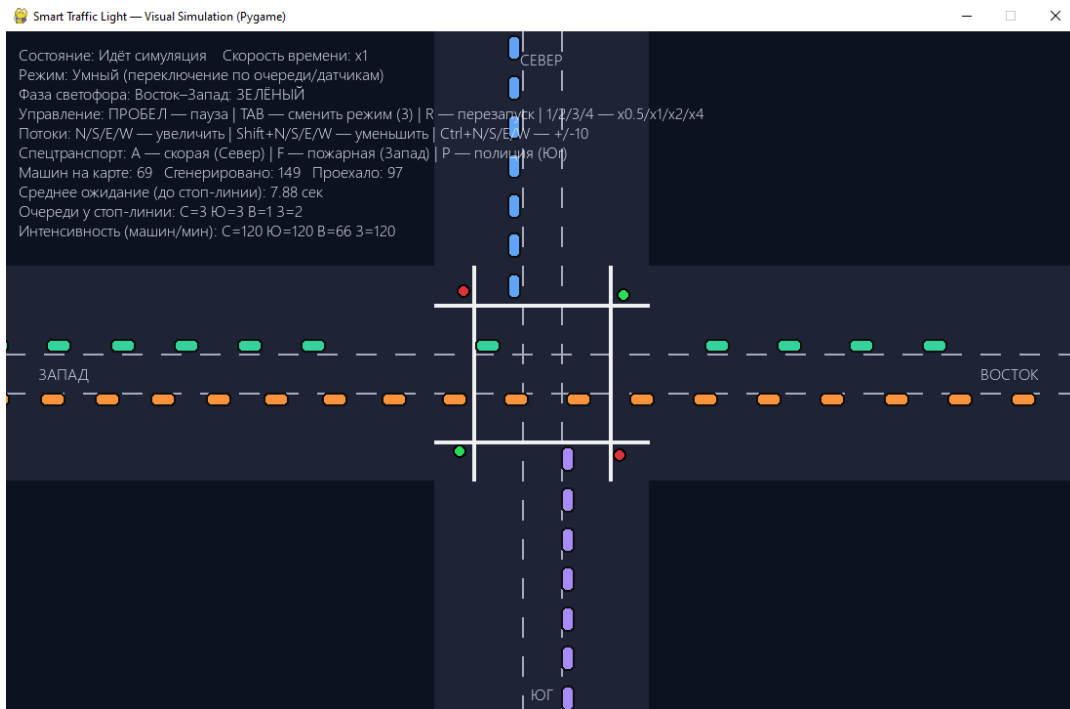 Smart Traffic Light — Visual Simulation (Pygame)
Состояние: Идёт симуляция Скорость времени: x1
СЕВЕР
Режим: Умный (переключение по очереди/датчикам)
Фаза светофора: Восток–Запад: ЗЕЛЁНЫЙ
Управление: ПРОБЕЛ — пауза | TAB — сменить режим (3) | R — перезапуск | 1/2/3/4 — x0.5/x1/x2/x4
Потоки: N/S/E/W — увеличить | Shift+N/S/E/W — уменьшить | Ctrl+N/S/E/W — +/-10
Спецтранспорт: A — скорая (Север) | F — пожарная (Запад) | P — полиция (Юг)
Машин на карте: 69 Сгенерировано: 149 Проехало: 97
Среднее ожидание (до стоп-линии): 7.88 сек
Очереди у стоп-линии: С=3 Ю=3 В=1 З=2
Интенсивность (машин/мин): С=120 Ю=120 В=66 З=120
ЗАПАД
ВОСТОК
ЮГ